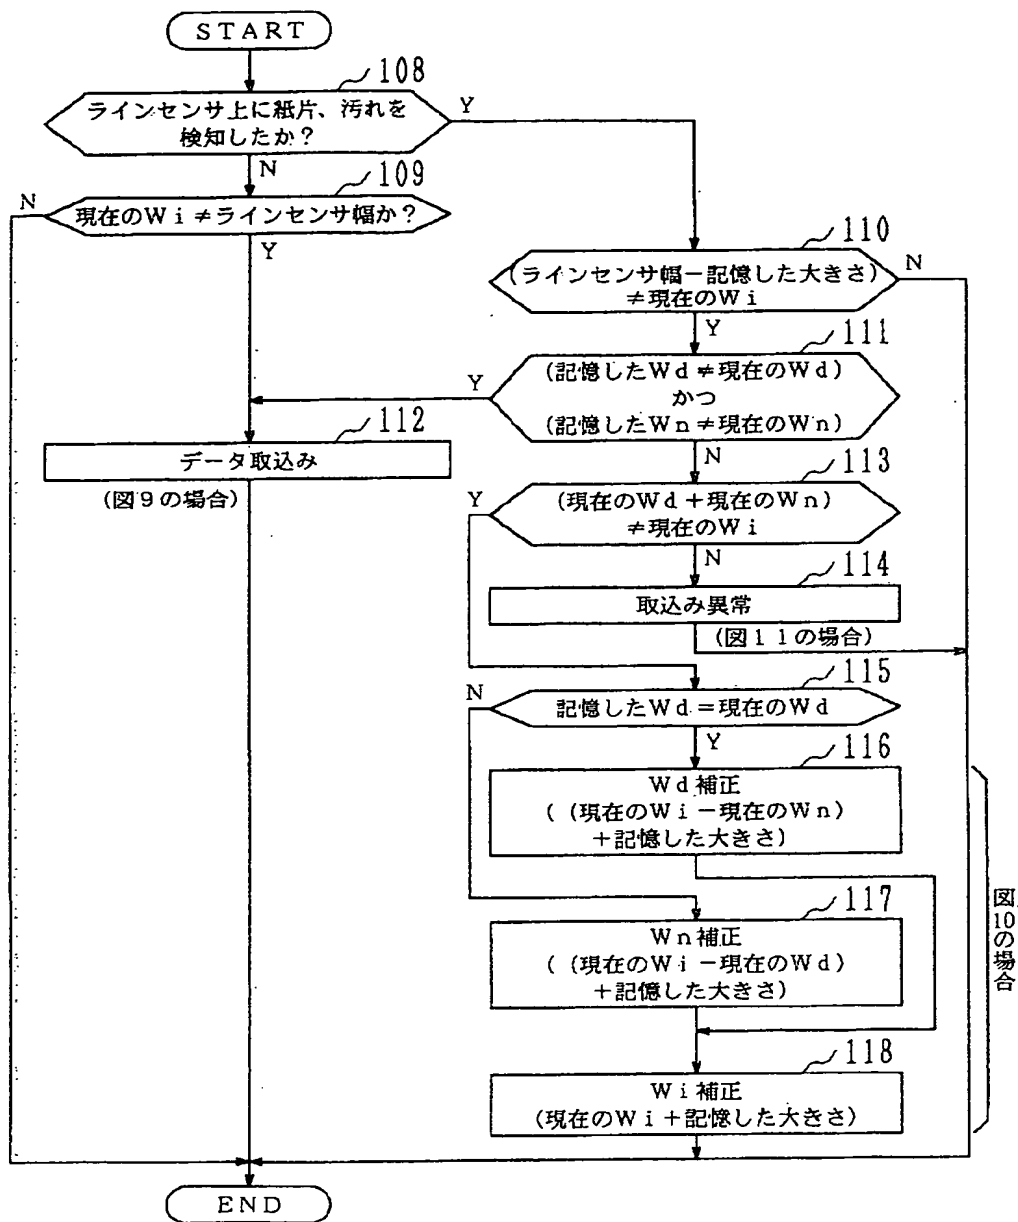 START
108
ラインセンサ上に紙片、汚れを
検知したか？
Y
N
109
N
現在のWi≠ラインセンサ幅か？
Y
110
(ラインセンサ幅－記憶した大きさ)
≠現在のWi
N
Y
111
Y
(記憶したWd≠現在のWd)
かつ
(記憶したWn≠現在のWn)
N
112
データ取込み
(図9の場合)
113
Y
(現在のWd＋現在のWn)
≠現在のWi
N
114
取込み異常
(図11の場合)
115
N
記憶したWd＝現在のWd
Y
116
Wd補正
((現在のWi－現在のWn)
＋記憶した大きさ)
117
Wn補正
((現在のWi－現在のWd)
＋記憶した大きさ)
118
Wi補正
(現在のWi＋記憶した大きさ)
図10の場合
END